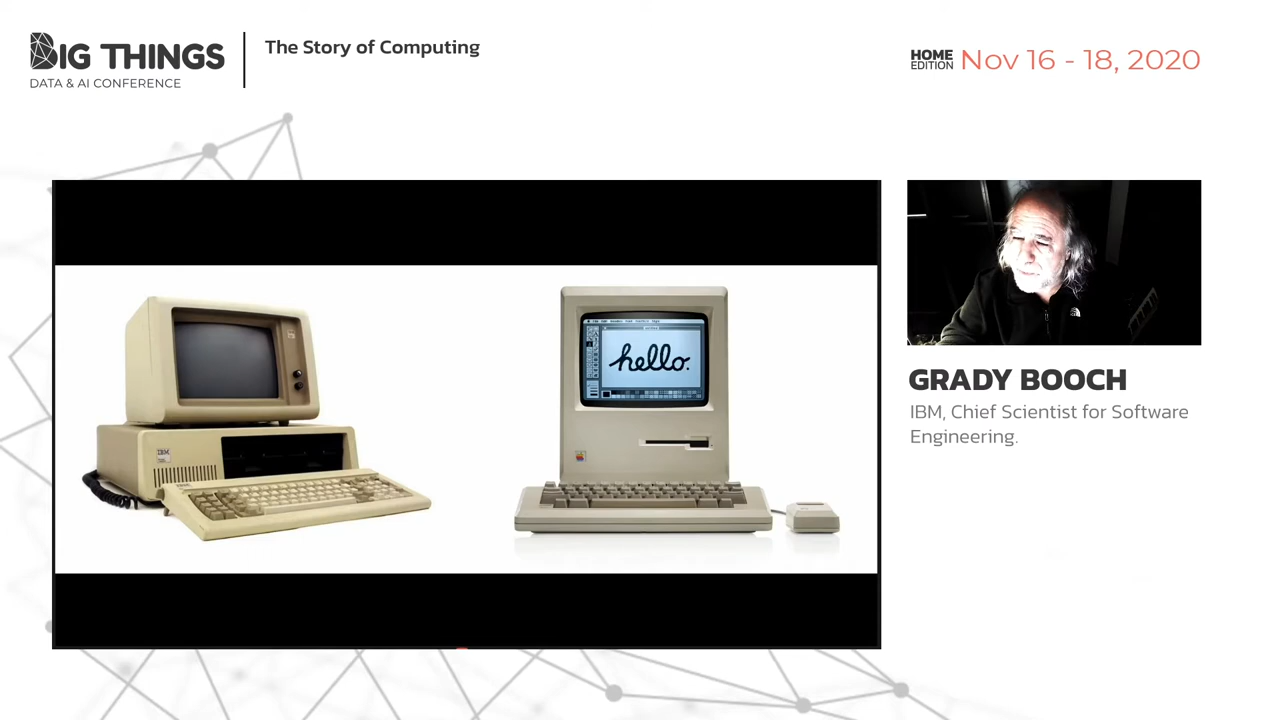 BIG THINGS
DATA & AI CONFERENCE
The Story of Computing
HOME
EDITION
Nov 16 - 18, 2020
IBM
hello.
GRADY BOOCH
IBM, Chief Scientist for Software
Engineering.